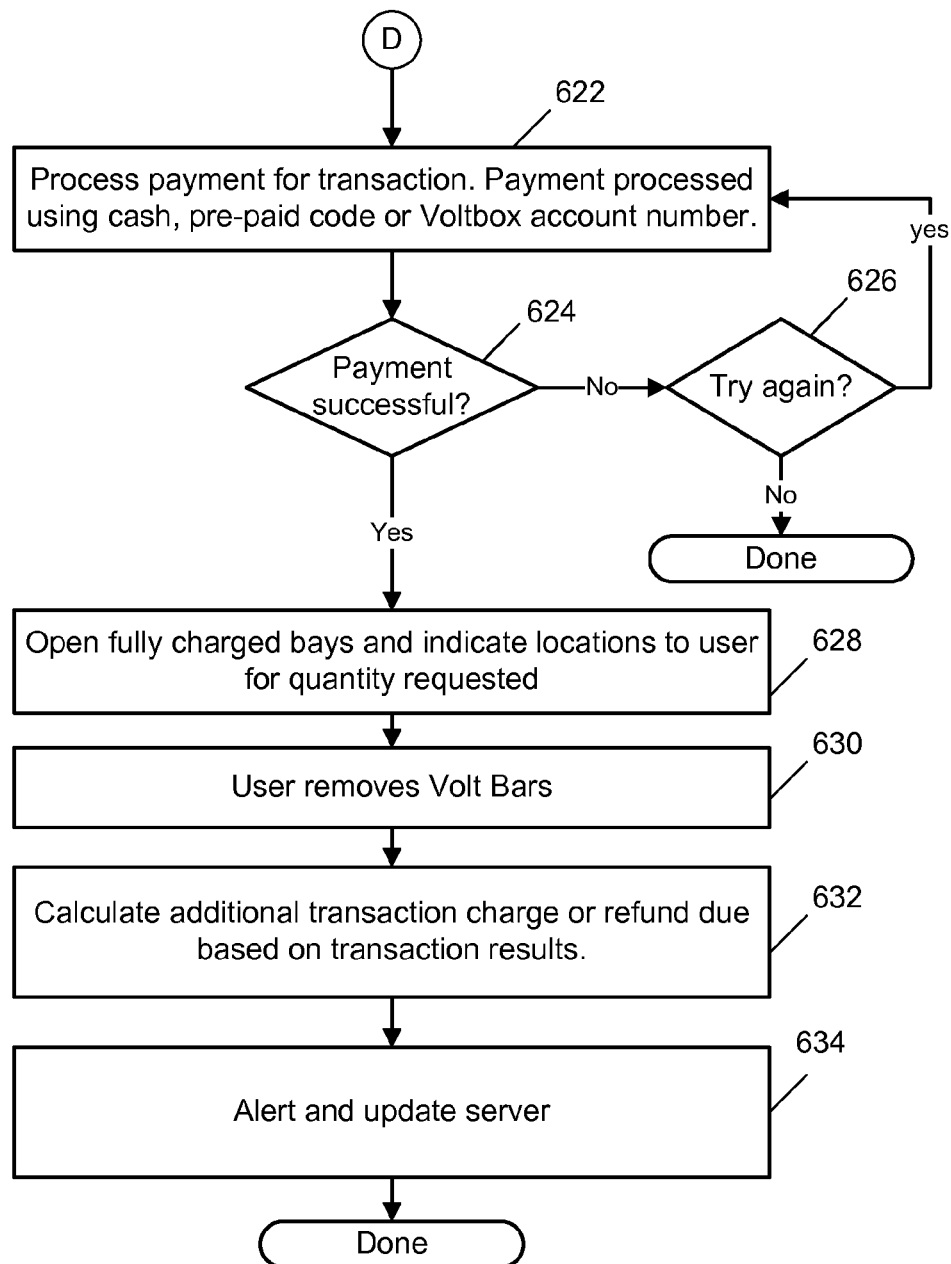 D
622
Process payment for transaction. Payment processed
using cash, pre-paid code or Voltbox account number.
yes
624
626
Payment
successful?
No
Try again?
No
Done
Yes
Open fully charged bays and indicate locations to user
for quantity requested
628
User removes Volt Bars
630
Calculate additional transaction charge or refund due
based on transaction results.
632
Alert and update server
634
Done